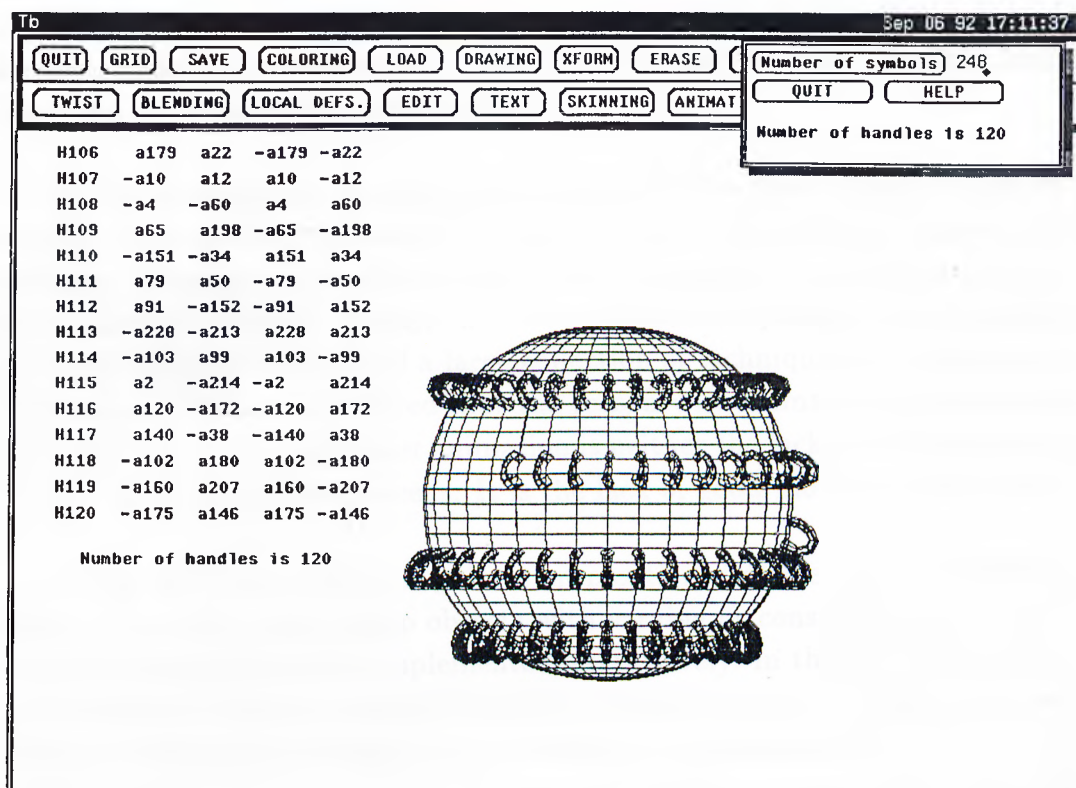 Tb Sep 06 92 17:11:37
QUIT GRID SAVE COLORING LOAD DRAWING XFORM ERASE
TWIST BLENDING LOCAL DEFS. EDIT TEXT SKINNING ANIMAT
Number of symbols 248
QUIT HELP
Number of handles is 120
H106 a179 a22 -a179 -a22
H107 -a10 a12 a10 -a12
H108 -a4 -a60 a4 a60
H109 a65 a198 -a65 -a198
H110 -a151 -a34 a151 a34
H111 a79 a50 -a79 -a50
H112 a91 -a152 -a91 a152
H113 -a228 -a213 a228 a213
H114 -a103 a99 a103 -a99
H115 a2 -a214 -a2 a214
H116 a120 -a172 -a120 a172
H117 a140 -a38 -a140 a38
H118 -a102 a180 a102 -a180
H119 -a160 a207 a160 -a207
H120 -a175 a146 a175 -a146
Number of handles is 120